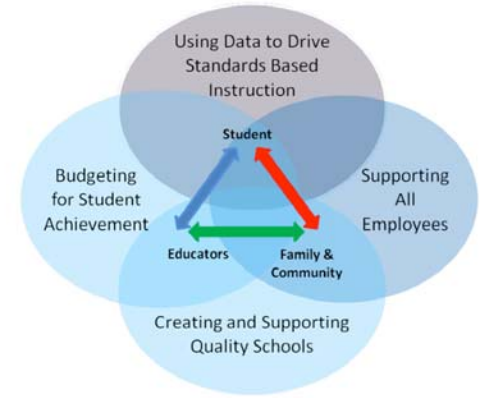 Using Data to Drive
Standards Based
Instruction
Student
Budgeting
for Student
Achievement
Supporting
All
Employees
Educators
Family &
Community
Creating and Supporting
Quality Schools